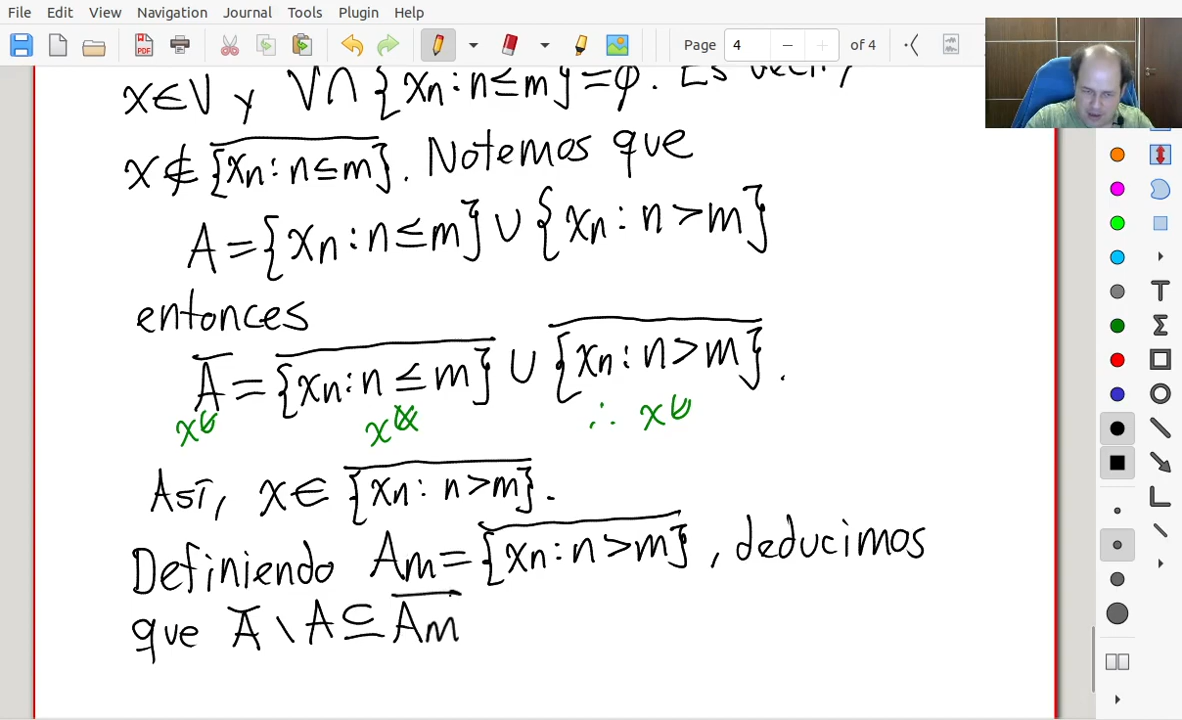 File Edit View Navigation Journal Tools Plugin Help
Page 4 of 4
x∈V y V∩{xn:n≤m}=∅. Es decir,
x∉{xn:n≤m}‾. Notemos que
A={xn:n≤m}∪{xn:n>m}
entonces
A‾={xn:n≤m}‾∪{xn:n>m}‾.
x∈ x∉ ∴ x∈
Así, x∈{xn:n>m}‾.
Definiendo Am={xn:n>m}‾, deducimos
que A‾\A⊆Am‾